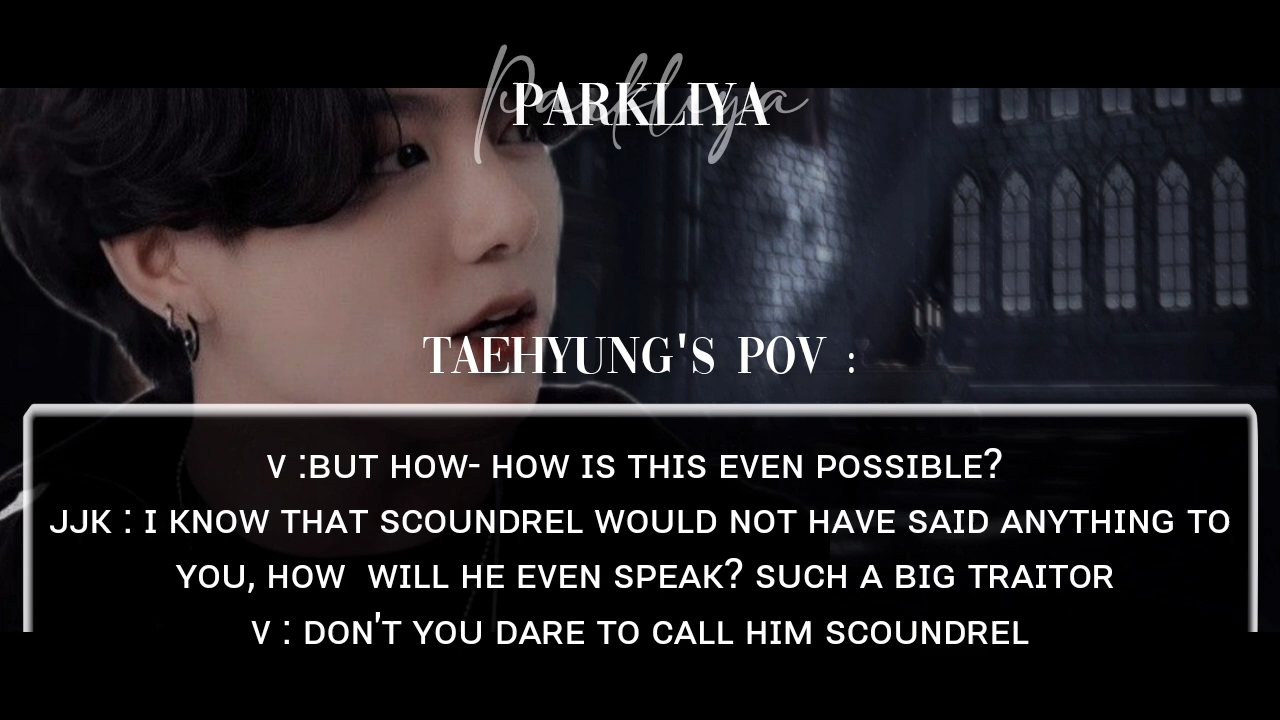 Parkliya
PARKLIYA
TAEHYUNG'S POV :
V :BUT HOW- HOW IS THIS EVEN POSSIBLE?
JJK : I KNOW THAT SCOUNDREL WOULD NOT HAVE SAID ANYTHING TO
YOU, HOW WILL HE EVEN SPEAK? SUCH A BIG TRAITOR
V : DON'T YOU DARE TO CALL HIM SCOUNDREL